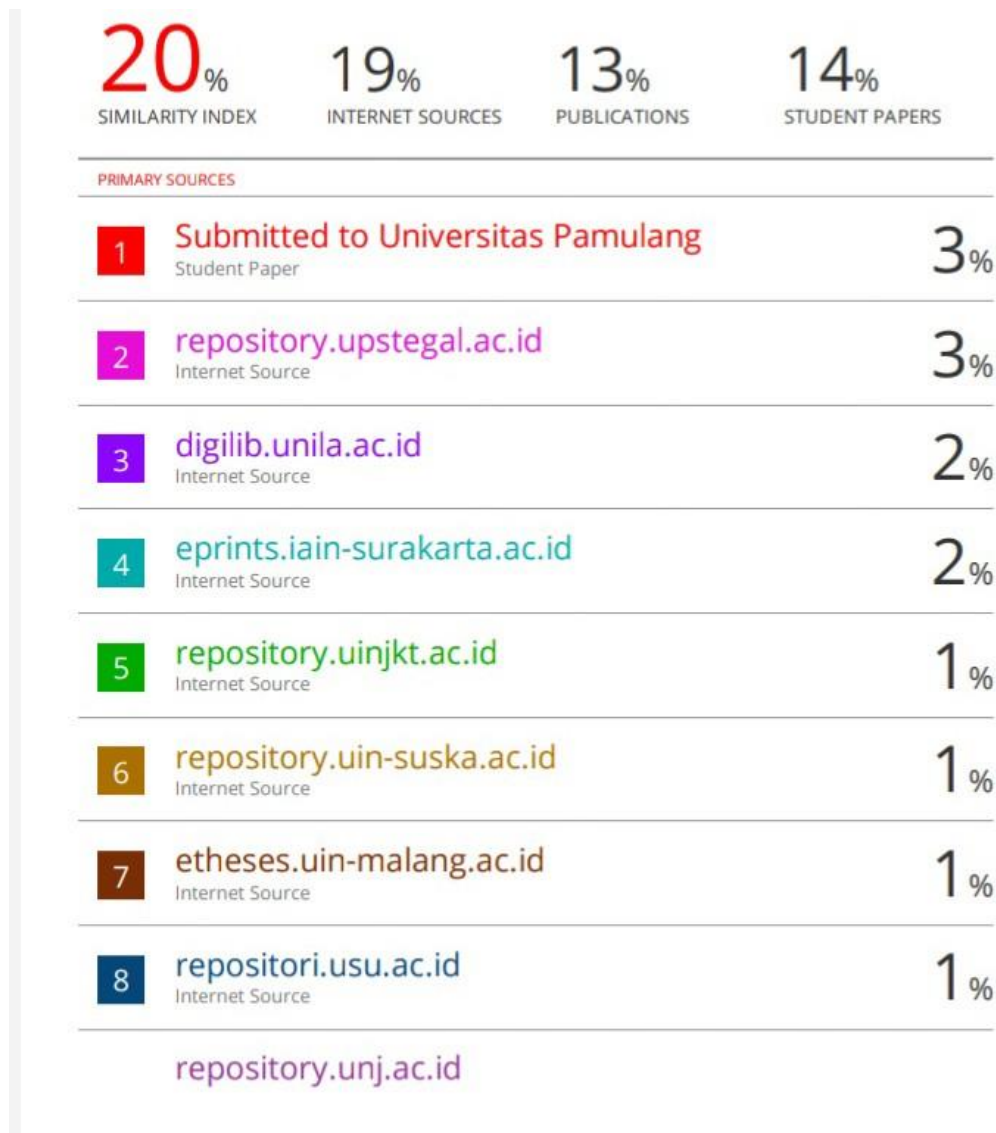 20% 19% 13% 14%
SIMILARITY INDEX INTERNET SOURCES PUBLICATIONS STUDENT PAPERS
PRIMARY SOURCES
1 Submitted to Universitas Pamulang 3%
Student Paper
2 repository.upstegal.ac.id 3%
Internet Source
3 digilib.unila.ac.id 2%
Internet Source
4 eprints.iain-surakarta.ac.id 2%
Internet Source
5 repository.uinjkt.ac.id 1%
Internet Source
6 repository.uin-suska.ac.id 1%
Internet Source
7 etheses.uin-malang.ac.id 1%
Internet Source
8 repositori.usu.ac.id 1%
Internet Source
repository.unj.ac.id